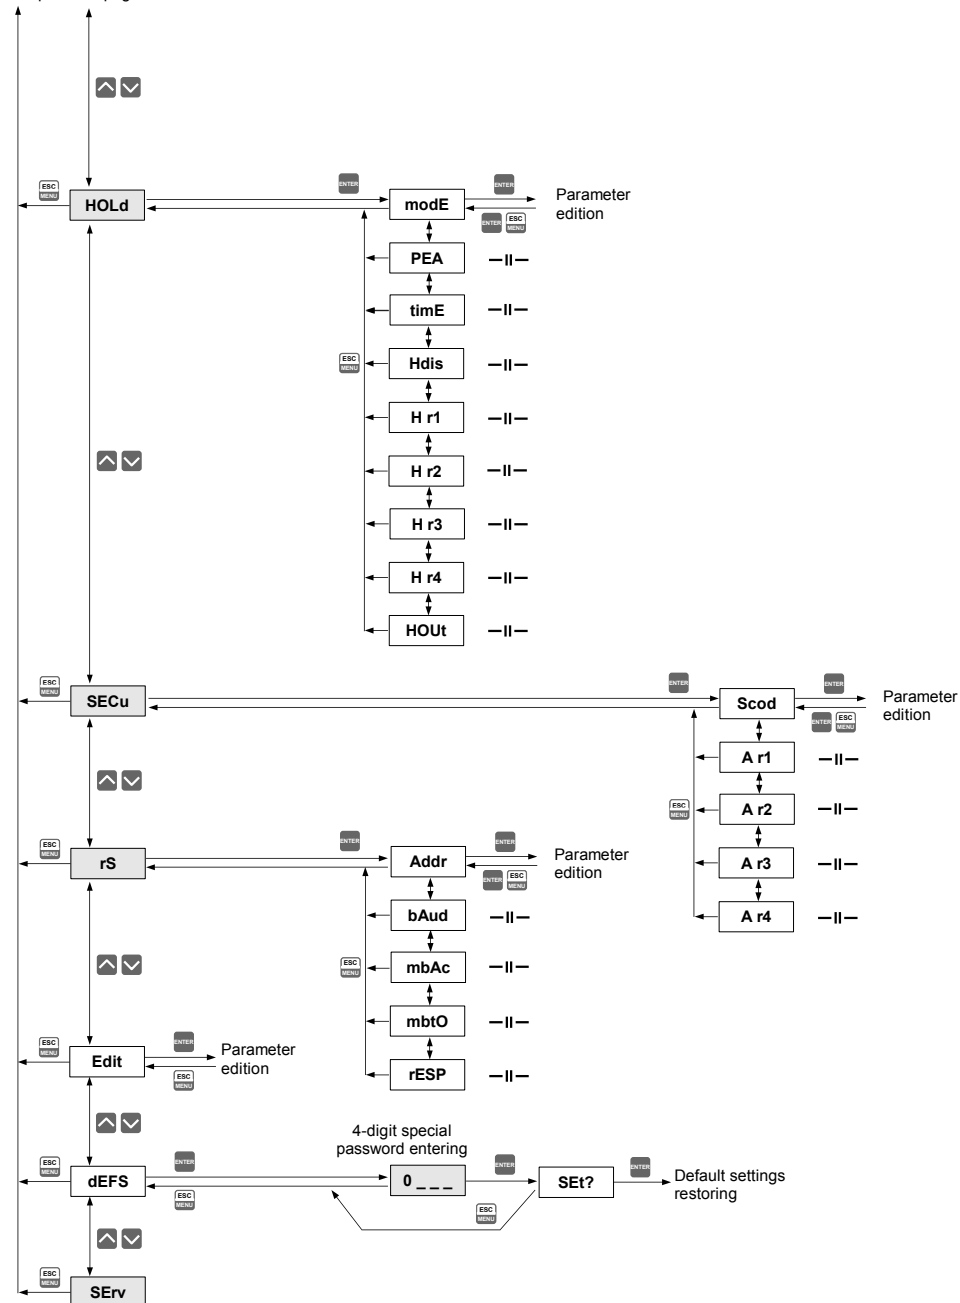 ESC
MENU
HOLd
ENTER
modE
ENTER
Parameter
edition
ENTER
ESC
MENU
PEA
—II—
timE
—II—
ESC
MENU
Hdis
—II—
H r1
—II—
H r2
—II—
H r3
—II—
H r4
—II—
HOUt
—II—
ESC
MENU
SECu
ENTER
Scod
ENTER
Parameter
edition
ENTER
ESC
MENU
A r1
—II—
ESC
MENU
A r2
—II—
A r3
—II—
A r4
—II—
ESC
MENU
rS
ENTER
Addr
ENTER
Parameter
edition
ENTER
ESC
MENU
bAud
—II—
ESC
MENU
mbAc
—II—
mbtO
—II—
rESP
—II—
ESC
MENU
Edit
ENTER
Parameter
edition
ESC
MENU
4-digit special
password entering
ESC
MENU
dEFS
ENTER
ESC
MENU
0 _ _ _
ENTER
ESC
MENU
SEt?
ENTER
Default settings
restoring
ESC
MENU
SErv